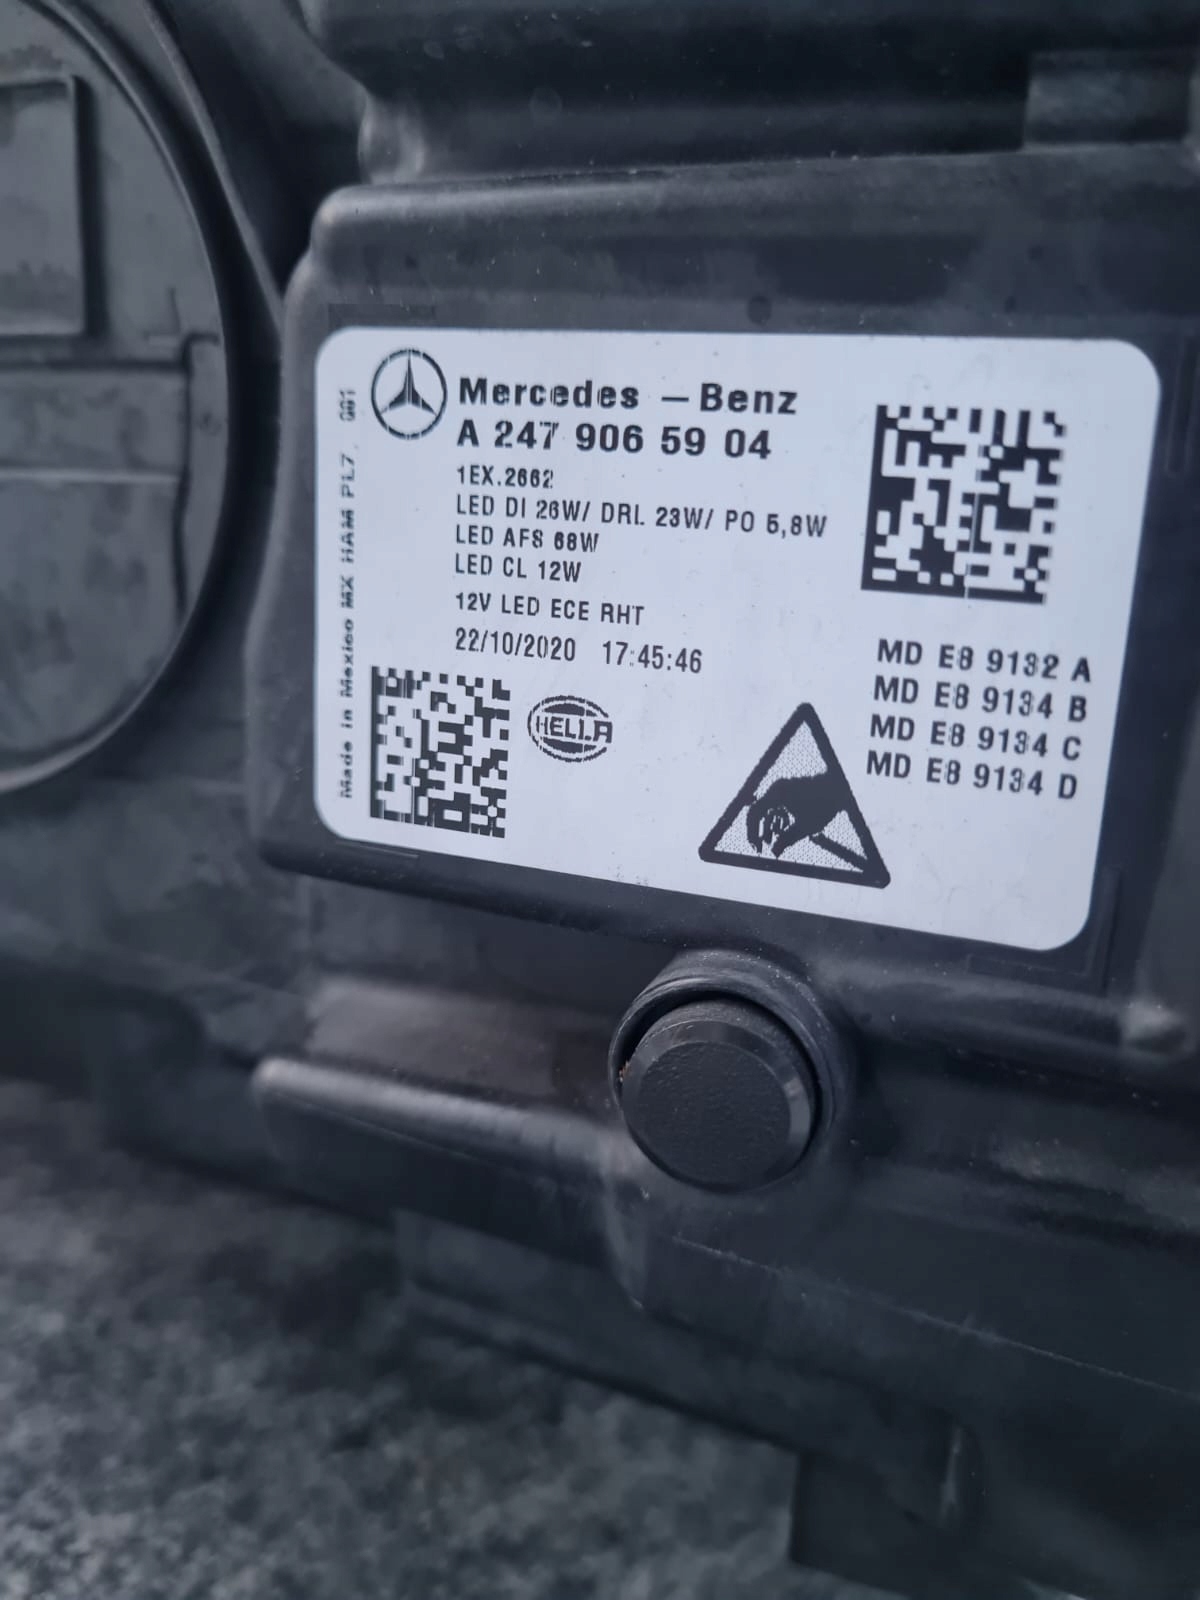 Mercedes – Benz
A 247 906 59 04
1EX.2662
LED DI 26W/ DRL 23W/ PO 5,8W
LED AFS 68W
LED CL 12W
12V LED ECE RHT
22/10/2020 17:45:46
HELLA
MD E8 9132 A
MD E8 9134 B
MD E8 9134 C
MD E8 9134 D
Made in Mexico MX HAM PL7, 001